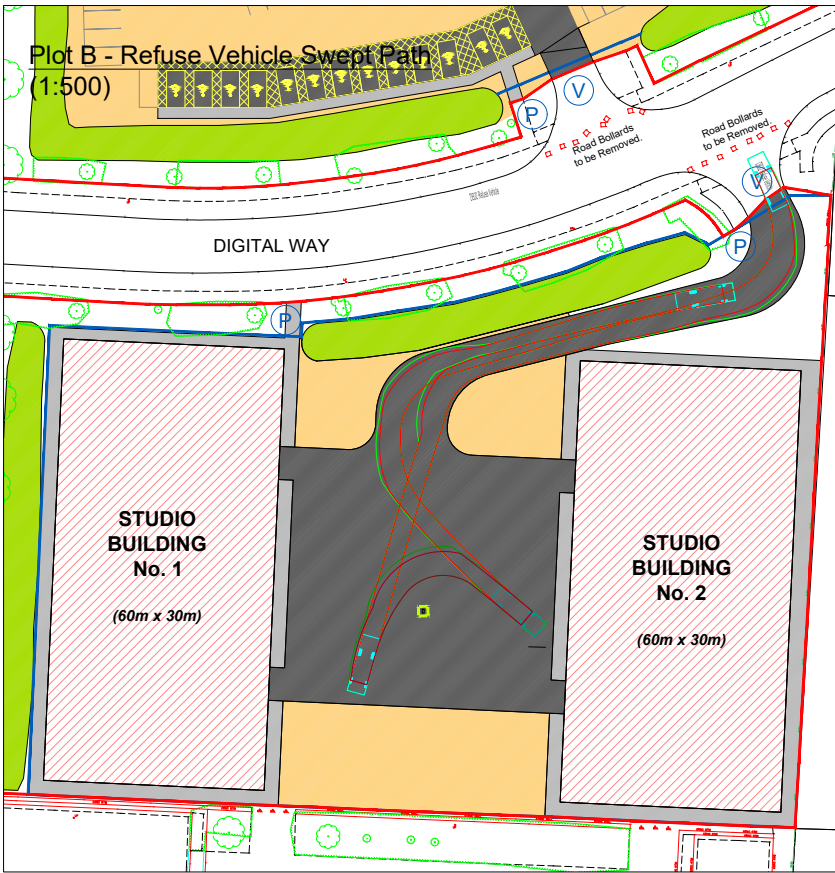 Plot B - Refuse Vehicle Swept Path
(1:500)
P
V
Road Bollards
to be Removed.
Road Bollards
to be Removed.
V
DIGITAL WAY
P
P
STUDIO
BUILDING
No. 1
(60m x 30m)
STUDIO
BUILDING
No. 2
(60m x 30m)